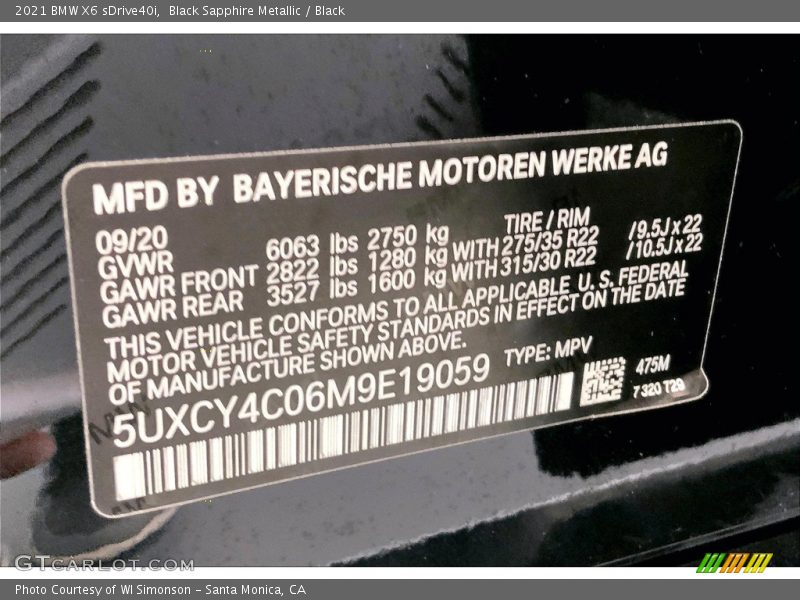 2021 BMW X6 sDrive40i,  Black Sapphire Metallic / Black
MFD BY BAYERISCHE MOTOREN WERKE AG
09/20 TIRE / RIM
GVWR 6063 lbs 2750 kg
GAWR FRONT 2822 lbs 1280 kg WITH 275/35 R22 /9.5J x 22
GAWR REAR 3527 lbs 1600 kg WITH 315/30 R22 /10.5J x 22
THIS VEHICLE CONFORMS TO ALL APPLICABLE U.S. FEDERAL
MOTOR VEHICLE SAFETY STANDARDS IN EFFECT ON THE DATE
OF MANUFACTURE SHOWN ABOVE.
5UXCY4C06M9E19059 TYPE: MPV
475M
7 320 T29
GTcarlot.com
Photo Courtesy of WI Simonson - Santa Monica, CA